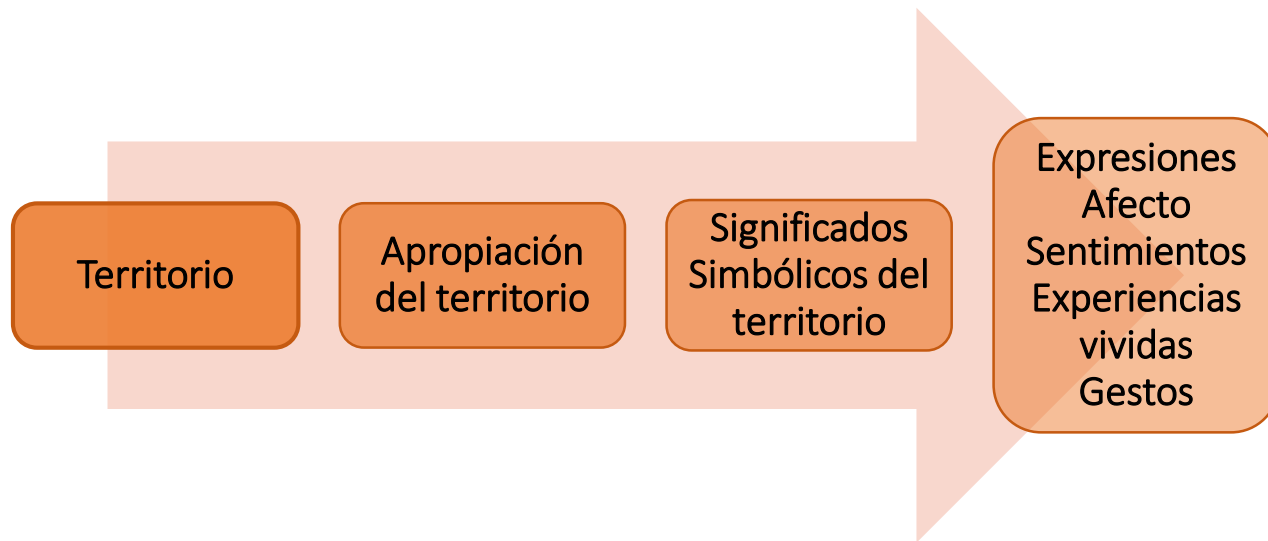 Territorio
Apropiación
del territorio
Significados
Simbólicos del
territorio
Expresiones
Afecto
Sentimientos
Experiencias
vividas
Gestos